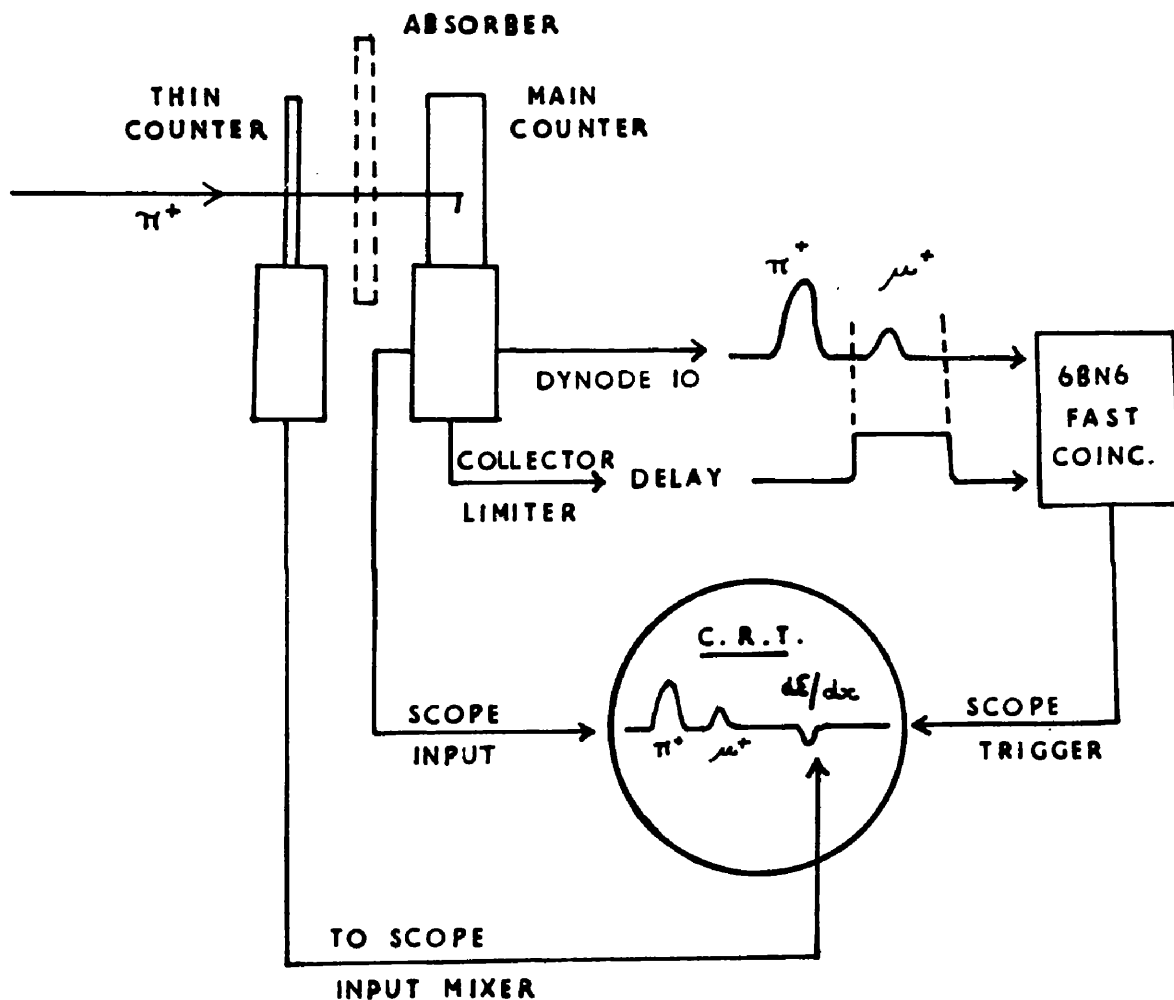 ABSORBER
THIN
COUNTER
MAIN
COUNTER
π⁺
π⁺
μ⁺
DYNODE 10
6BN6
FAST
COINC.
COLLECTOR
LIMITER
DELAY
C.R.T.
dE/dx
π⁺
μ⁺
SCOPE
INPUT
SCOPE
TRIGGER
TO SCOPE
INPUT MIXER